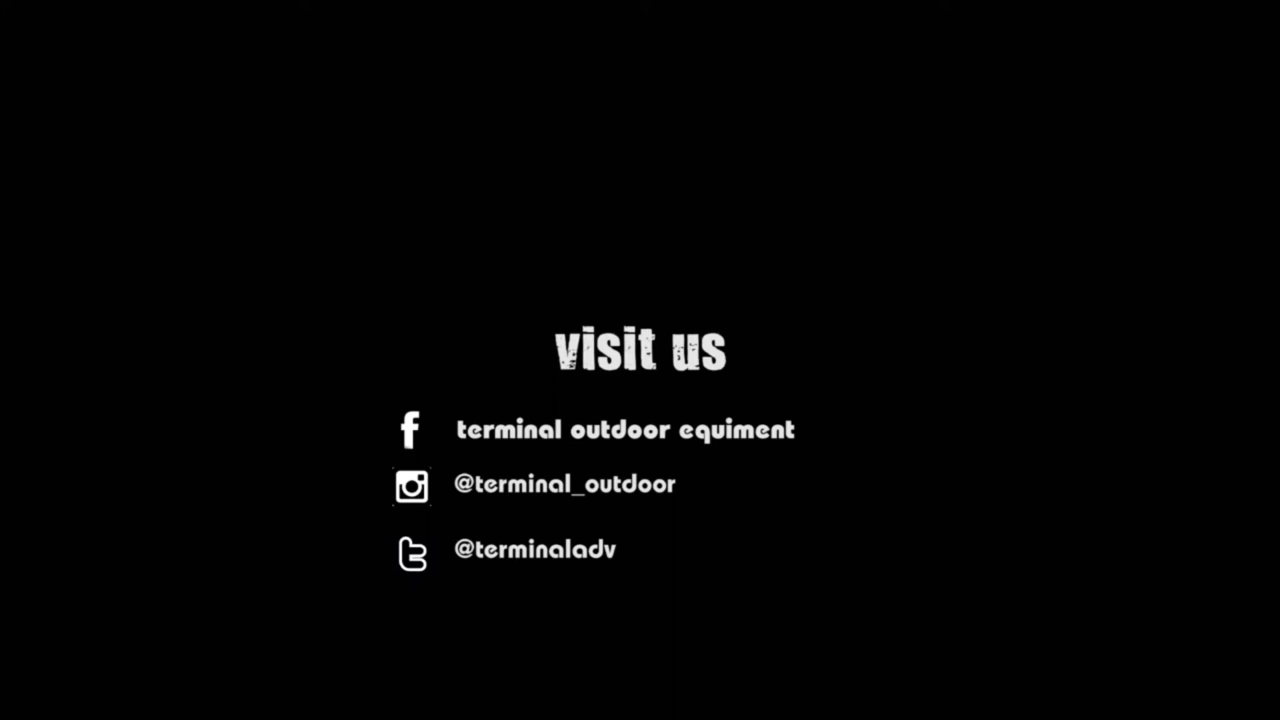 visit us
terminal outdoor equiment
@terminal_outdoor
@terminaladv